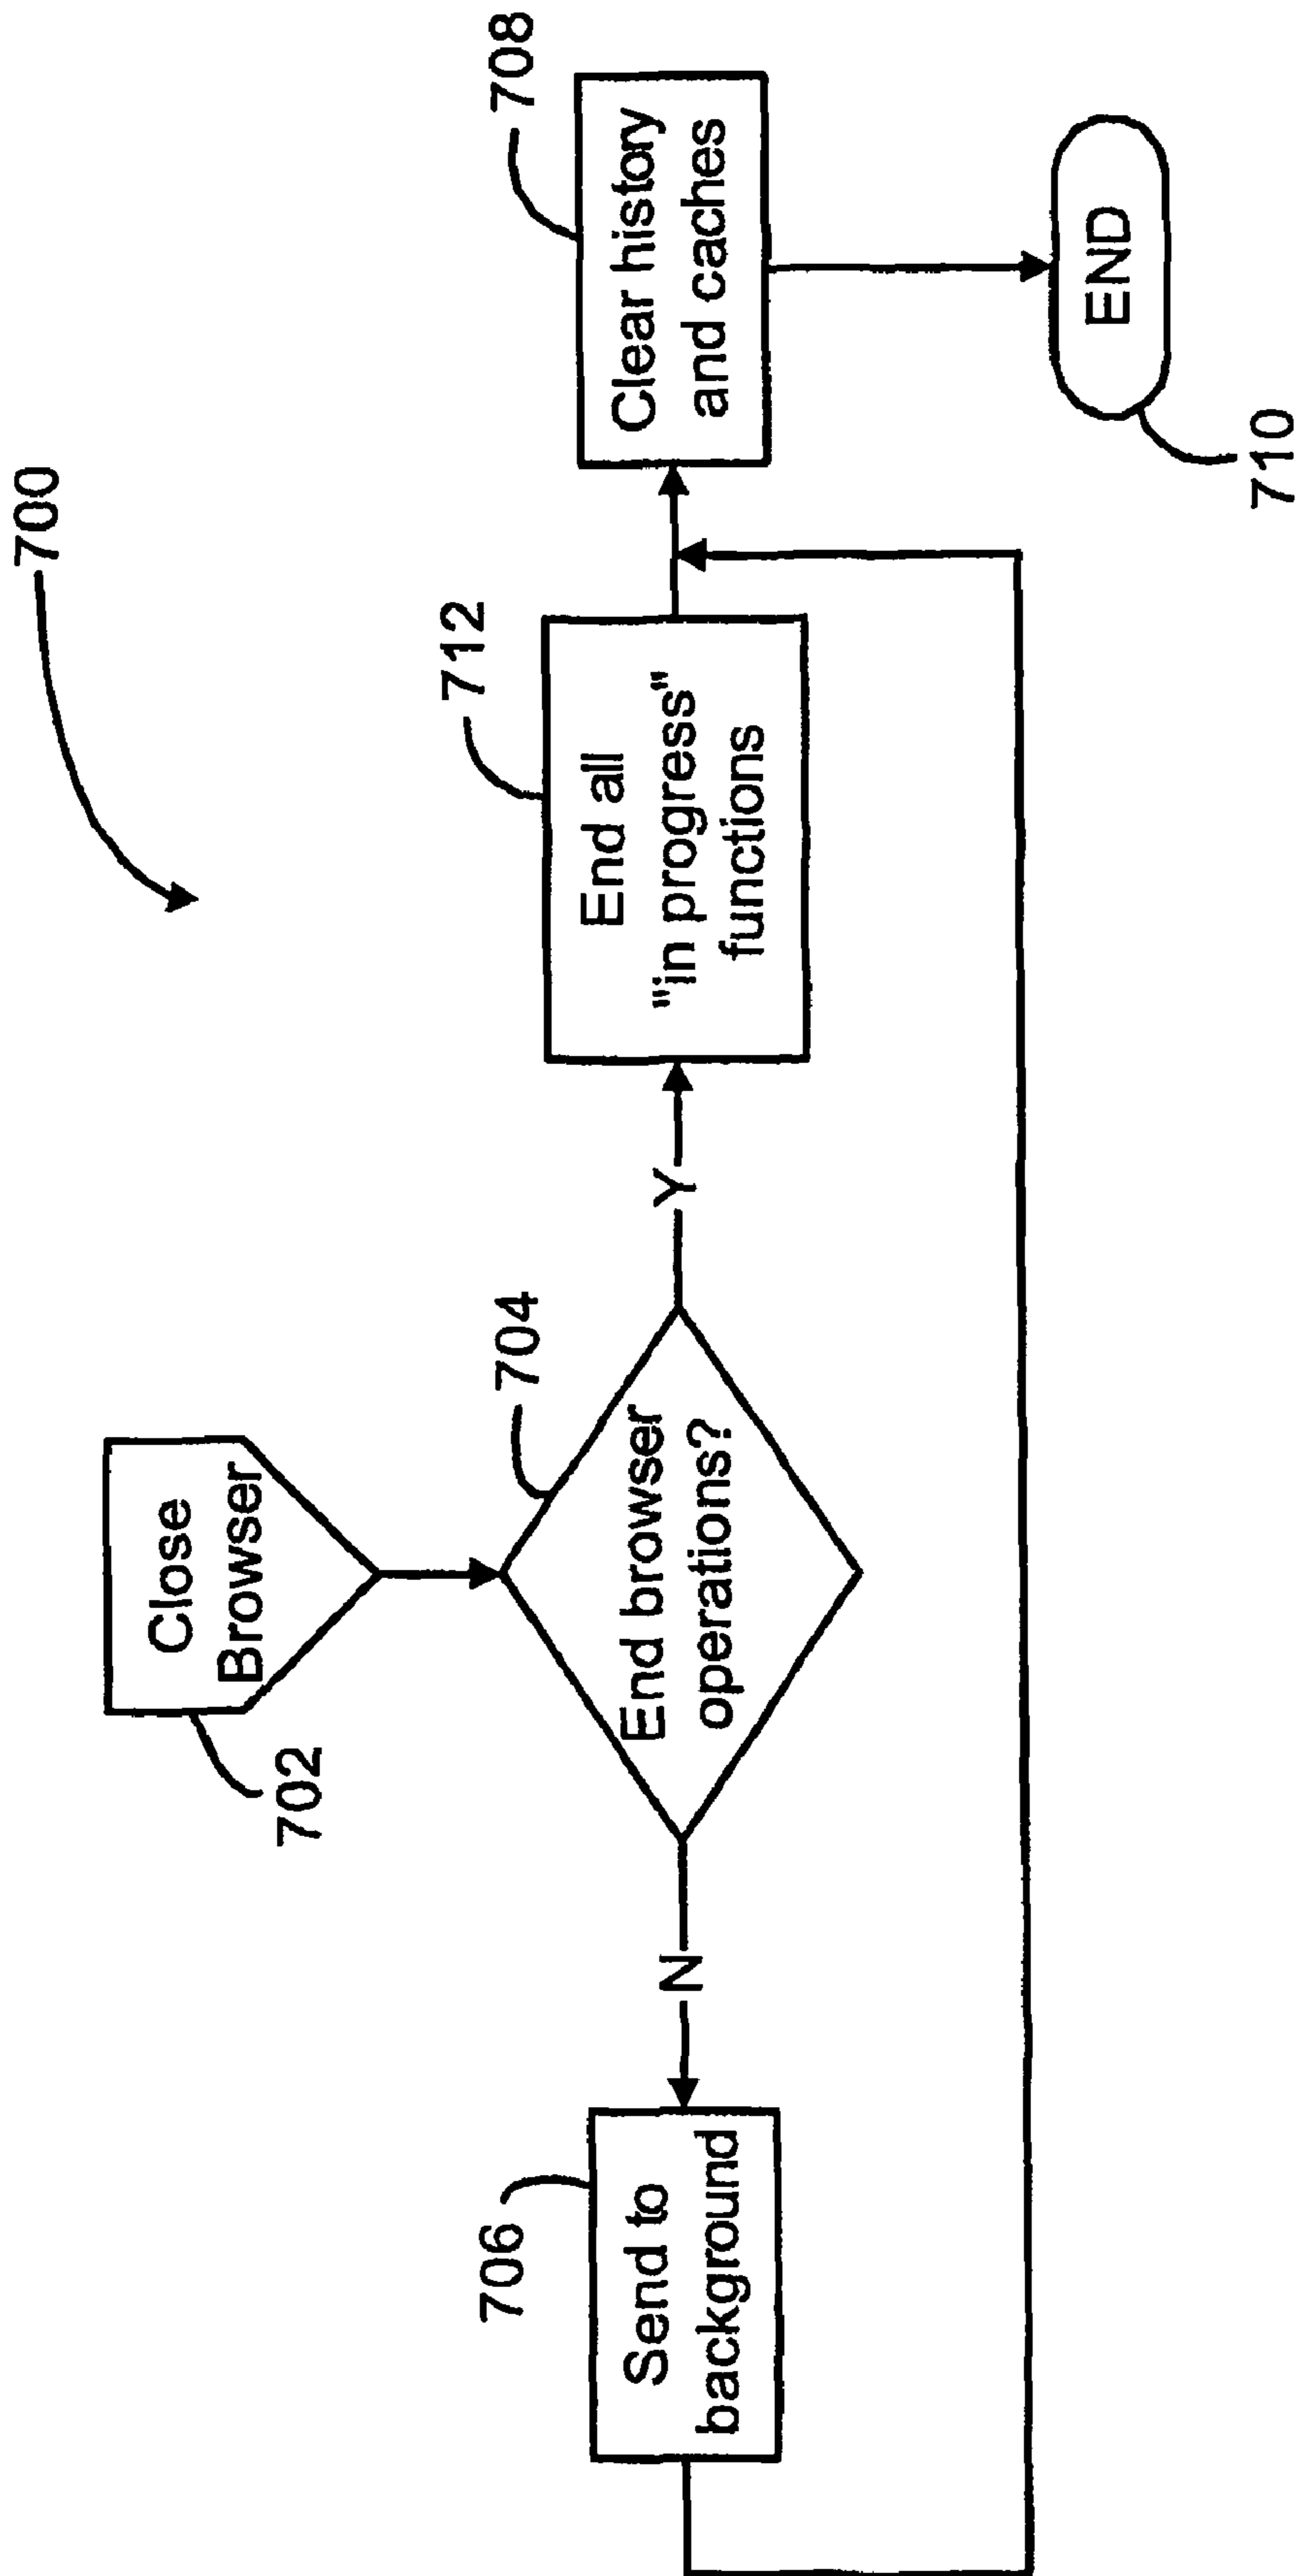 700
Close
Browser
702
704
End browser
operations?
N
Y
706
Send to
background
712
End all
"in progress"
functions
708
Clear history
and caches
END
710